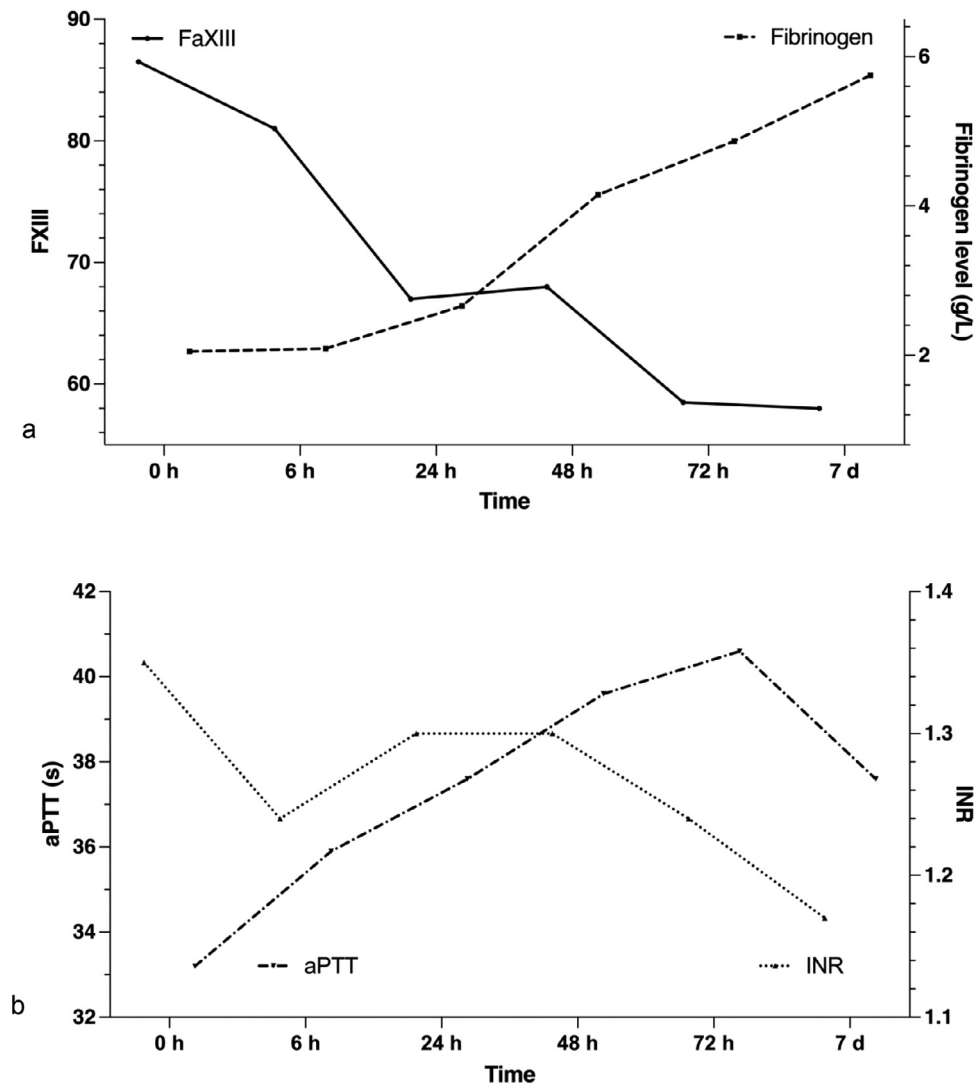 90
80
70
60
FXIII
FaXIII
Fibrinogen
6
4
2
Fibrinogen level (g/L)
a
0 h 6 h 24 h 48 h 72 h 7 d
Time
42
40
38
36
34
32
aPTT (s)
aPTT
INR
1.4
1.3
1.2
1.1
INR
b
0 h 6 h 24 h 48 h 72 h 7 d
Time